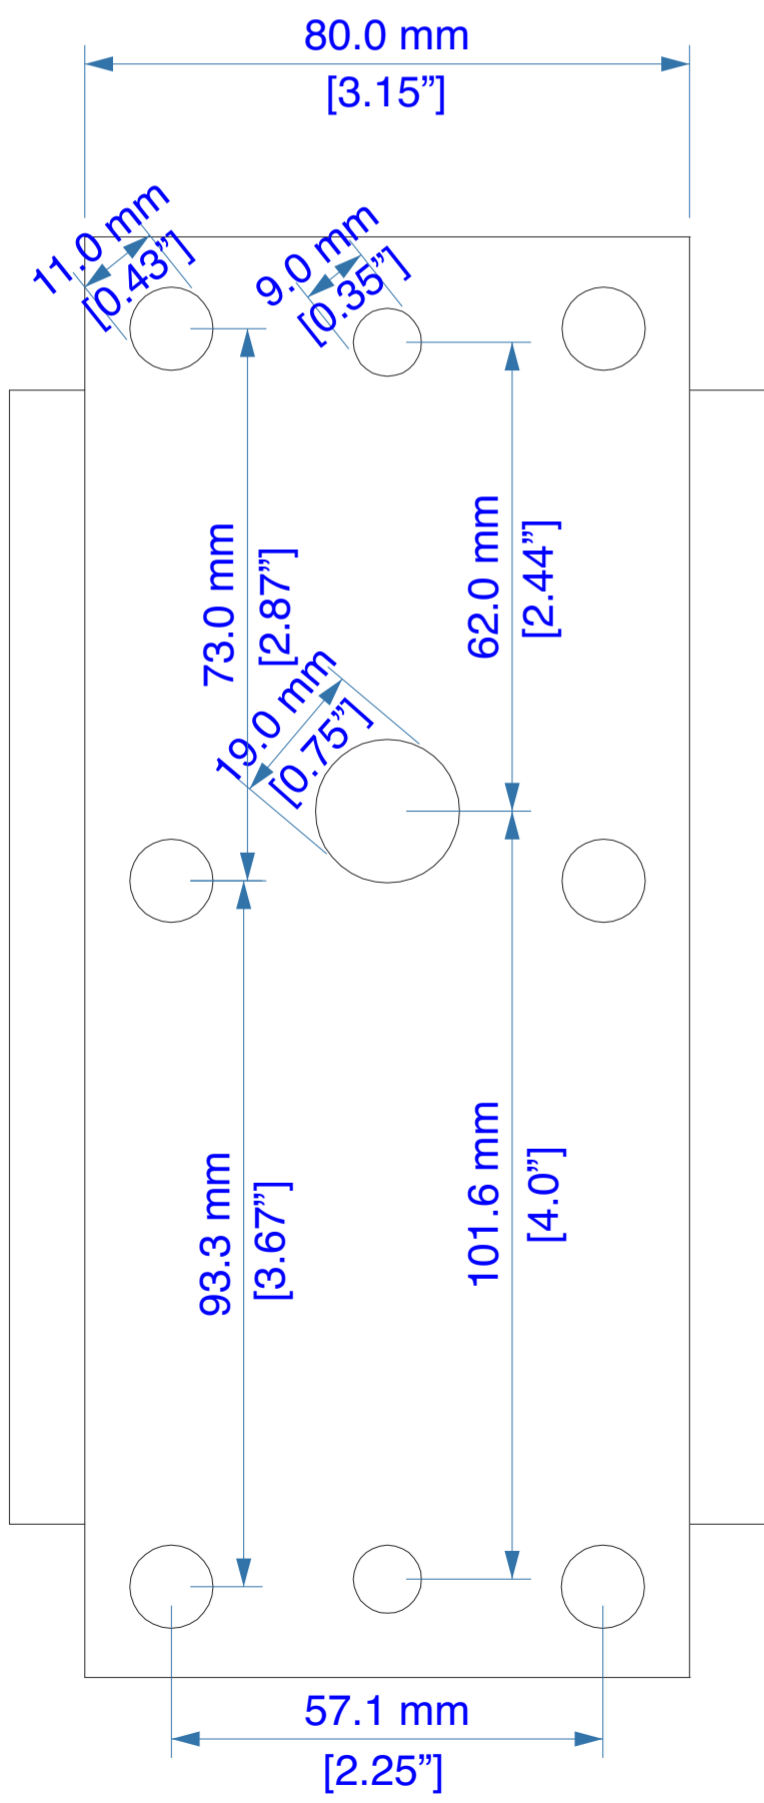 80.0 mm
[3.15”]
11.0 mm
[0.43”]
9.0 mm
[0.35”]
73.0 mm
[2.87”]
62.0 mm
[2.44”]
19.0 mm
[0.75”]
93.3 mm
[3.67”]
101.6 mm
[4.0”]
57.1 mm
[2.25”]